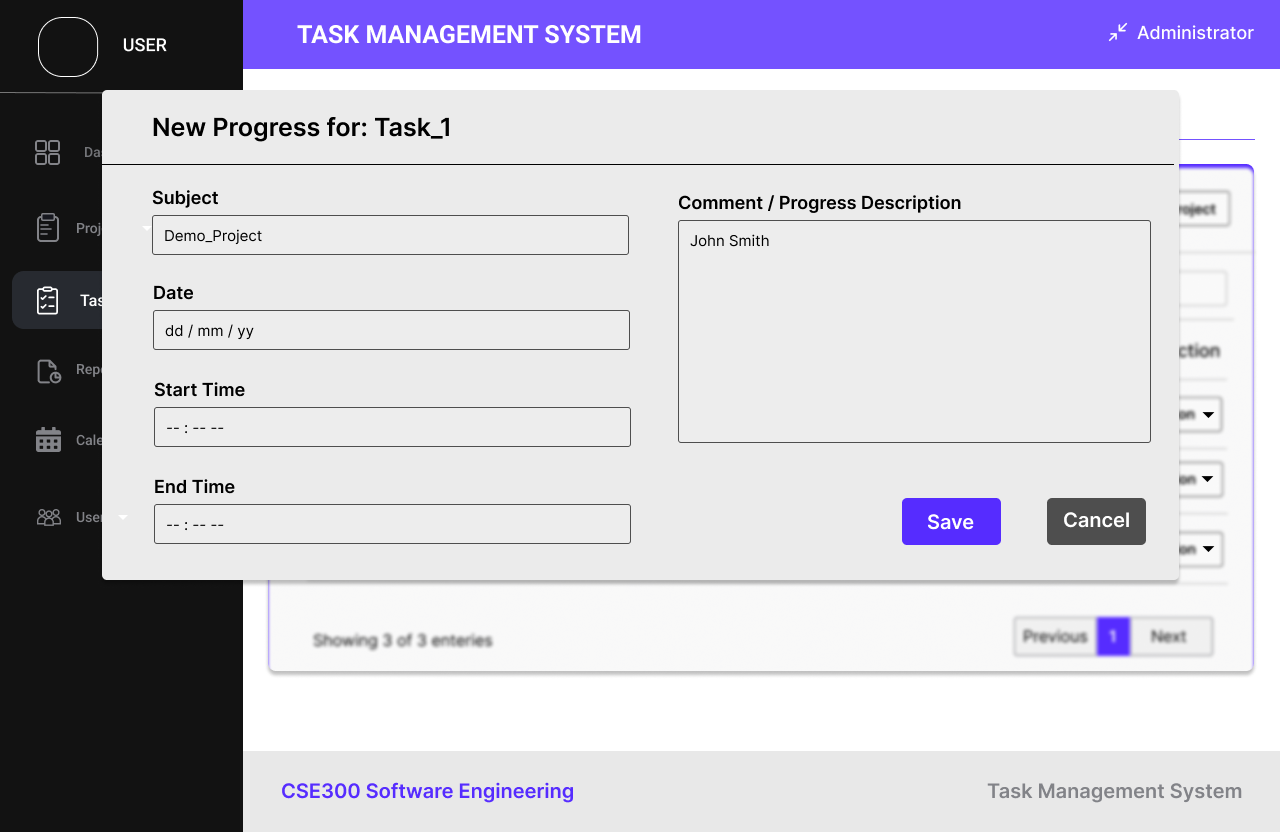 USER
TASK MANAGEMENT SYSTEM
Administrator
New Progress for: Task_1
Subject
Demo_Project
Comment / Progress Description
John Smith
Date
dd / mm / yy
Start Time
-- : -- --
End Time
-- : -- --
Save
Cancel
Showing 3 of 3 enteries
Previous
1
Next
CSE300 Software Engineering
Task Management System